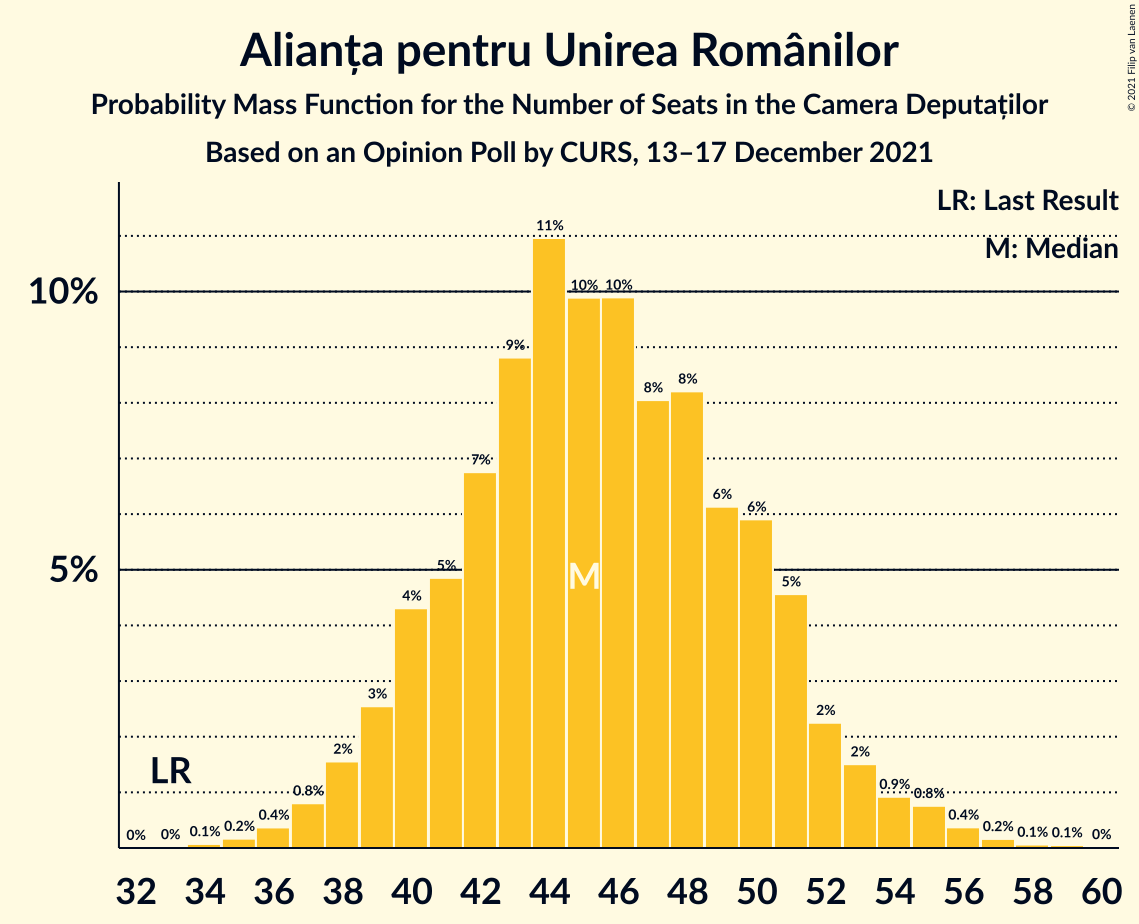 Alianța pentru Unirea Românilor
Probability Mass Function for the Number of Seats in the Camera Deputaților
Based on an Opinion Poll by CURS, 13–17 December 2021
© 2021 Filip van Laenen
LR: Last Result
M: Median
10%
5%
0% 0% 0.1% 0.2% 0.4% 0.8% 2% 3% 4% 5% 7% 9% 11% 10% 10% 8% 8% 6% 6% 5% 2% 2% 0.9% 0.8% 0.4% 0.2% 0.1% 0.1% 0%
M
LR
32 34 36 38 40 42 44 46 48 50 52 54 56 58 60